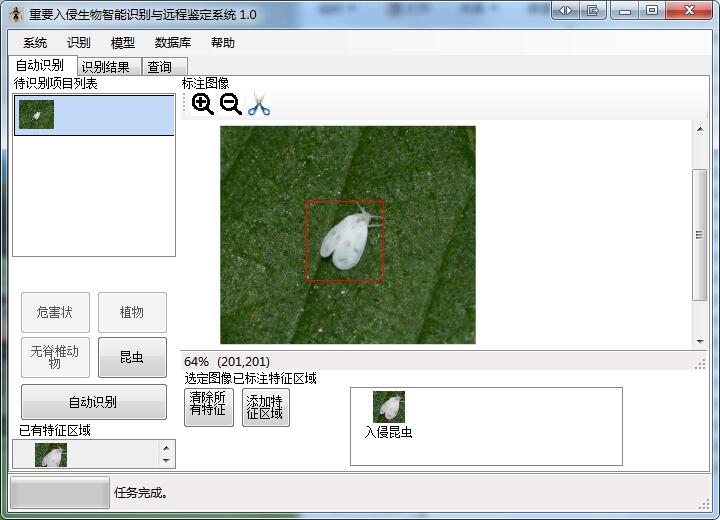 重要入侵生物智能识别与远程鉴定系统 1.0
系统 识别 模型 数据库 帮助
自动识别 识别结果 查询
待识别项目列表
标注图像
危害状 植物
无脊椎动
物
昆虫
自动识别
已有特征区域
64% (201,201)
选定图像已标注特征区域
清除所
有特征
添加特
征区域
入侵昆虫
任务完成。